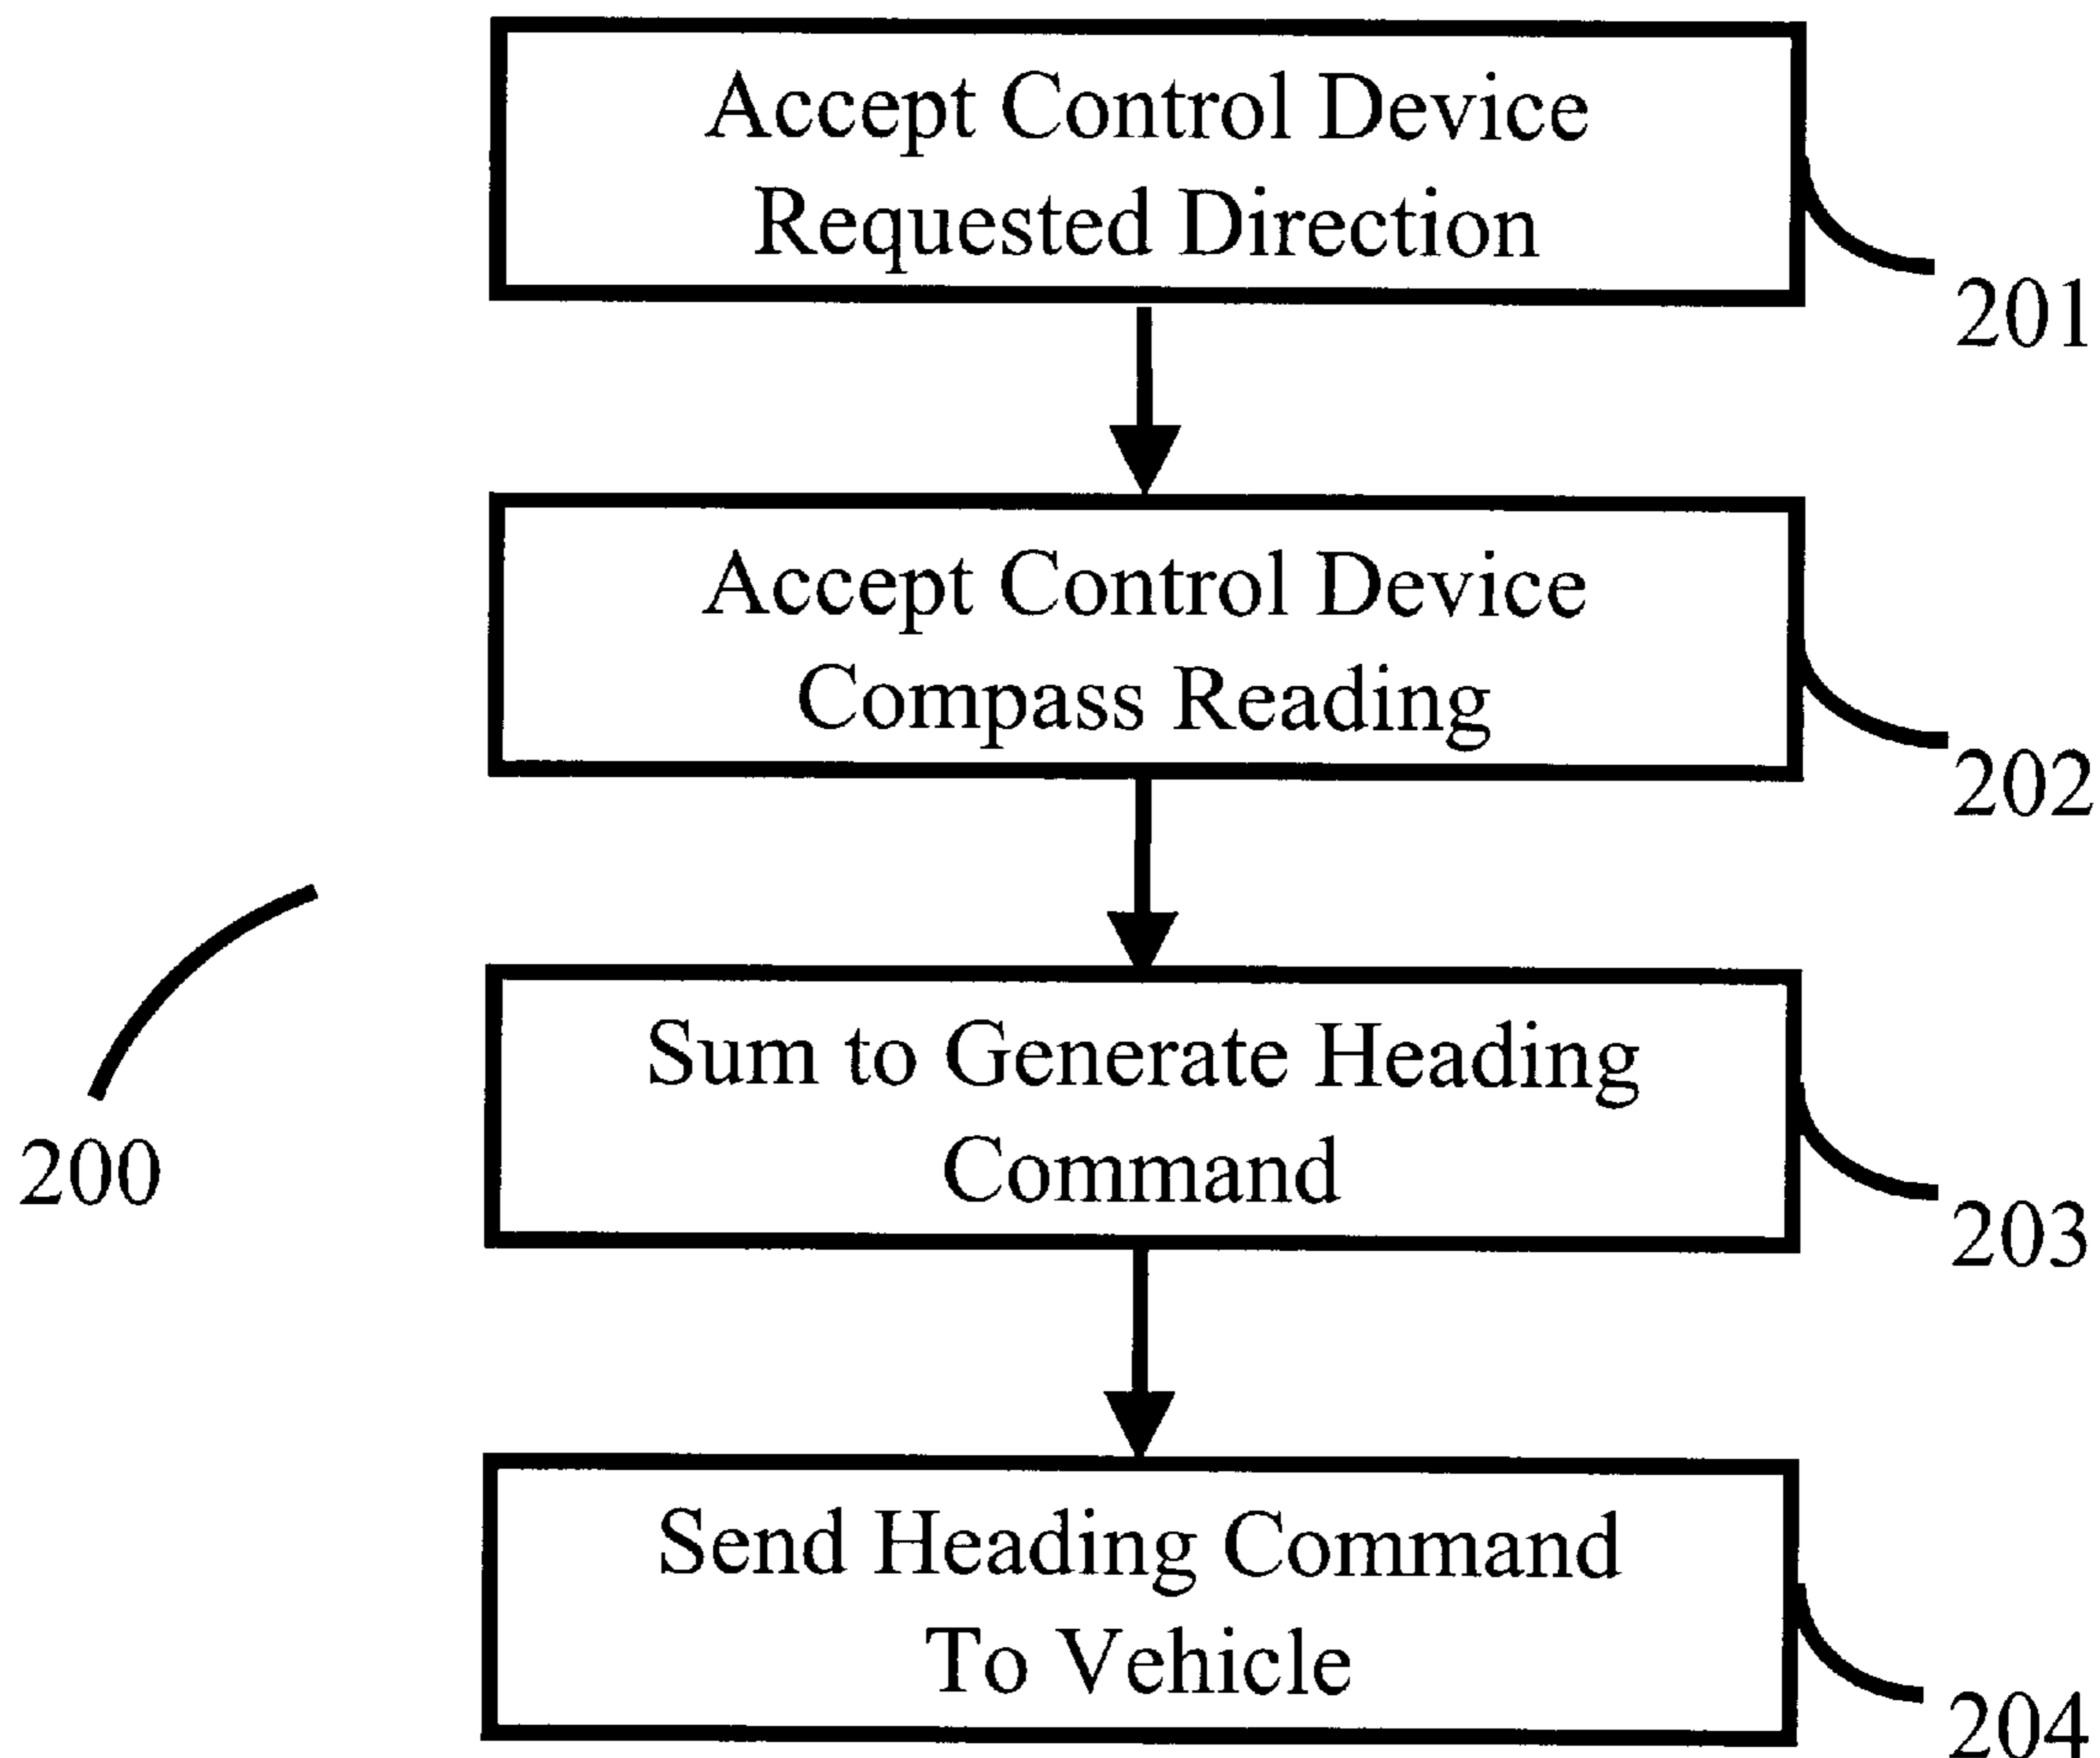 Accept Control Device
Requested Direction
201
Accept Control Device
Compass Reading
202
Sum to Generate Heading
Command
200
203
Send Heading Command
To Vehicle
204